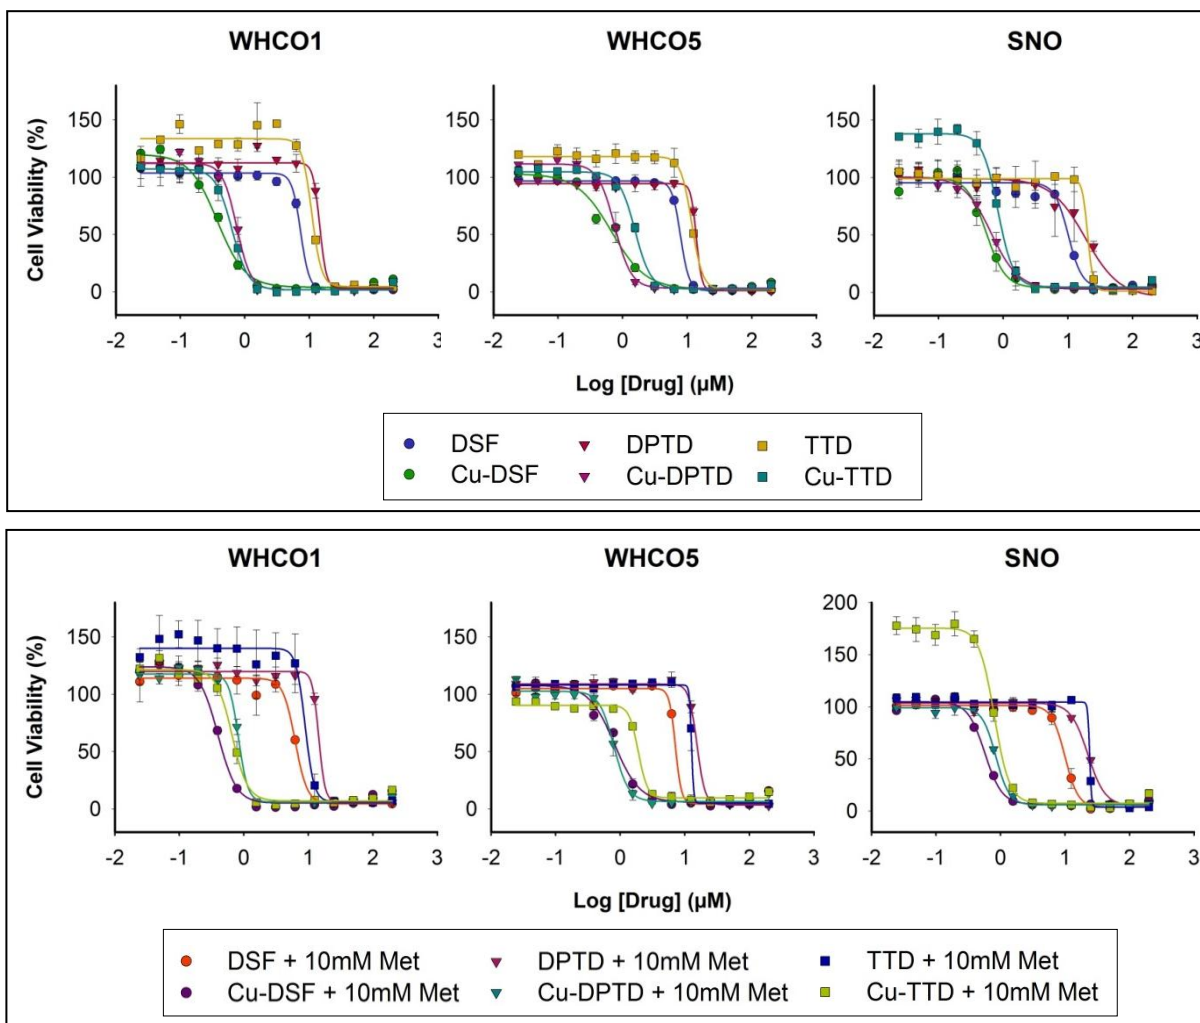 WHCO1 WHCO5 SNO
Cell Viability (%)
150 150 150
100 100 100
50 50 50
0 0 0
-2 -1 0 1 2 3 -2 -1 0 1 2 3 -2 -1 0 1 2 3
Log [Drug] (µM)
DSF DPTD TTD
Cu-DSF Cu-DPTD Cu-TTD
WHCO1 WHCO5 SNO
Cell Viability (%)
200
150 150 150
100 100 100
50 50 50
0 0 0
-2 -1 0 1 2 3 -2 -1 0 1 2 3 -2 -1 0 1 2 3
Log [Drug] (µM)
DSF + 10mM Met DPTD + 10mM Met TTD + 10mM Met
Cu-DSF + 10mM Met Cu-DPTD + 10mM Met Cu-TTD + 10mM Met